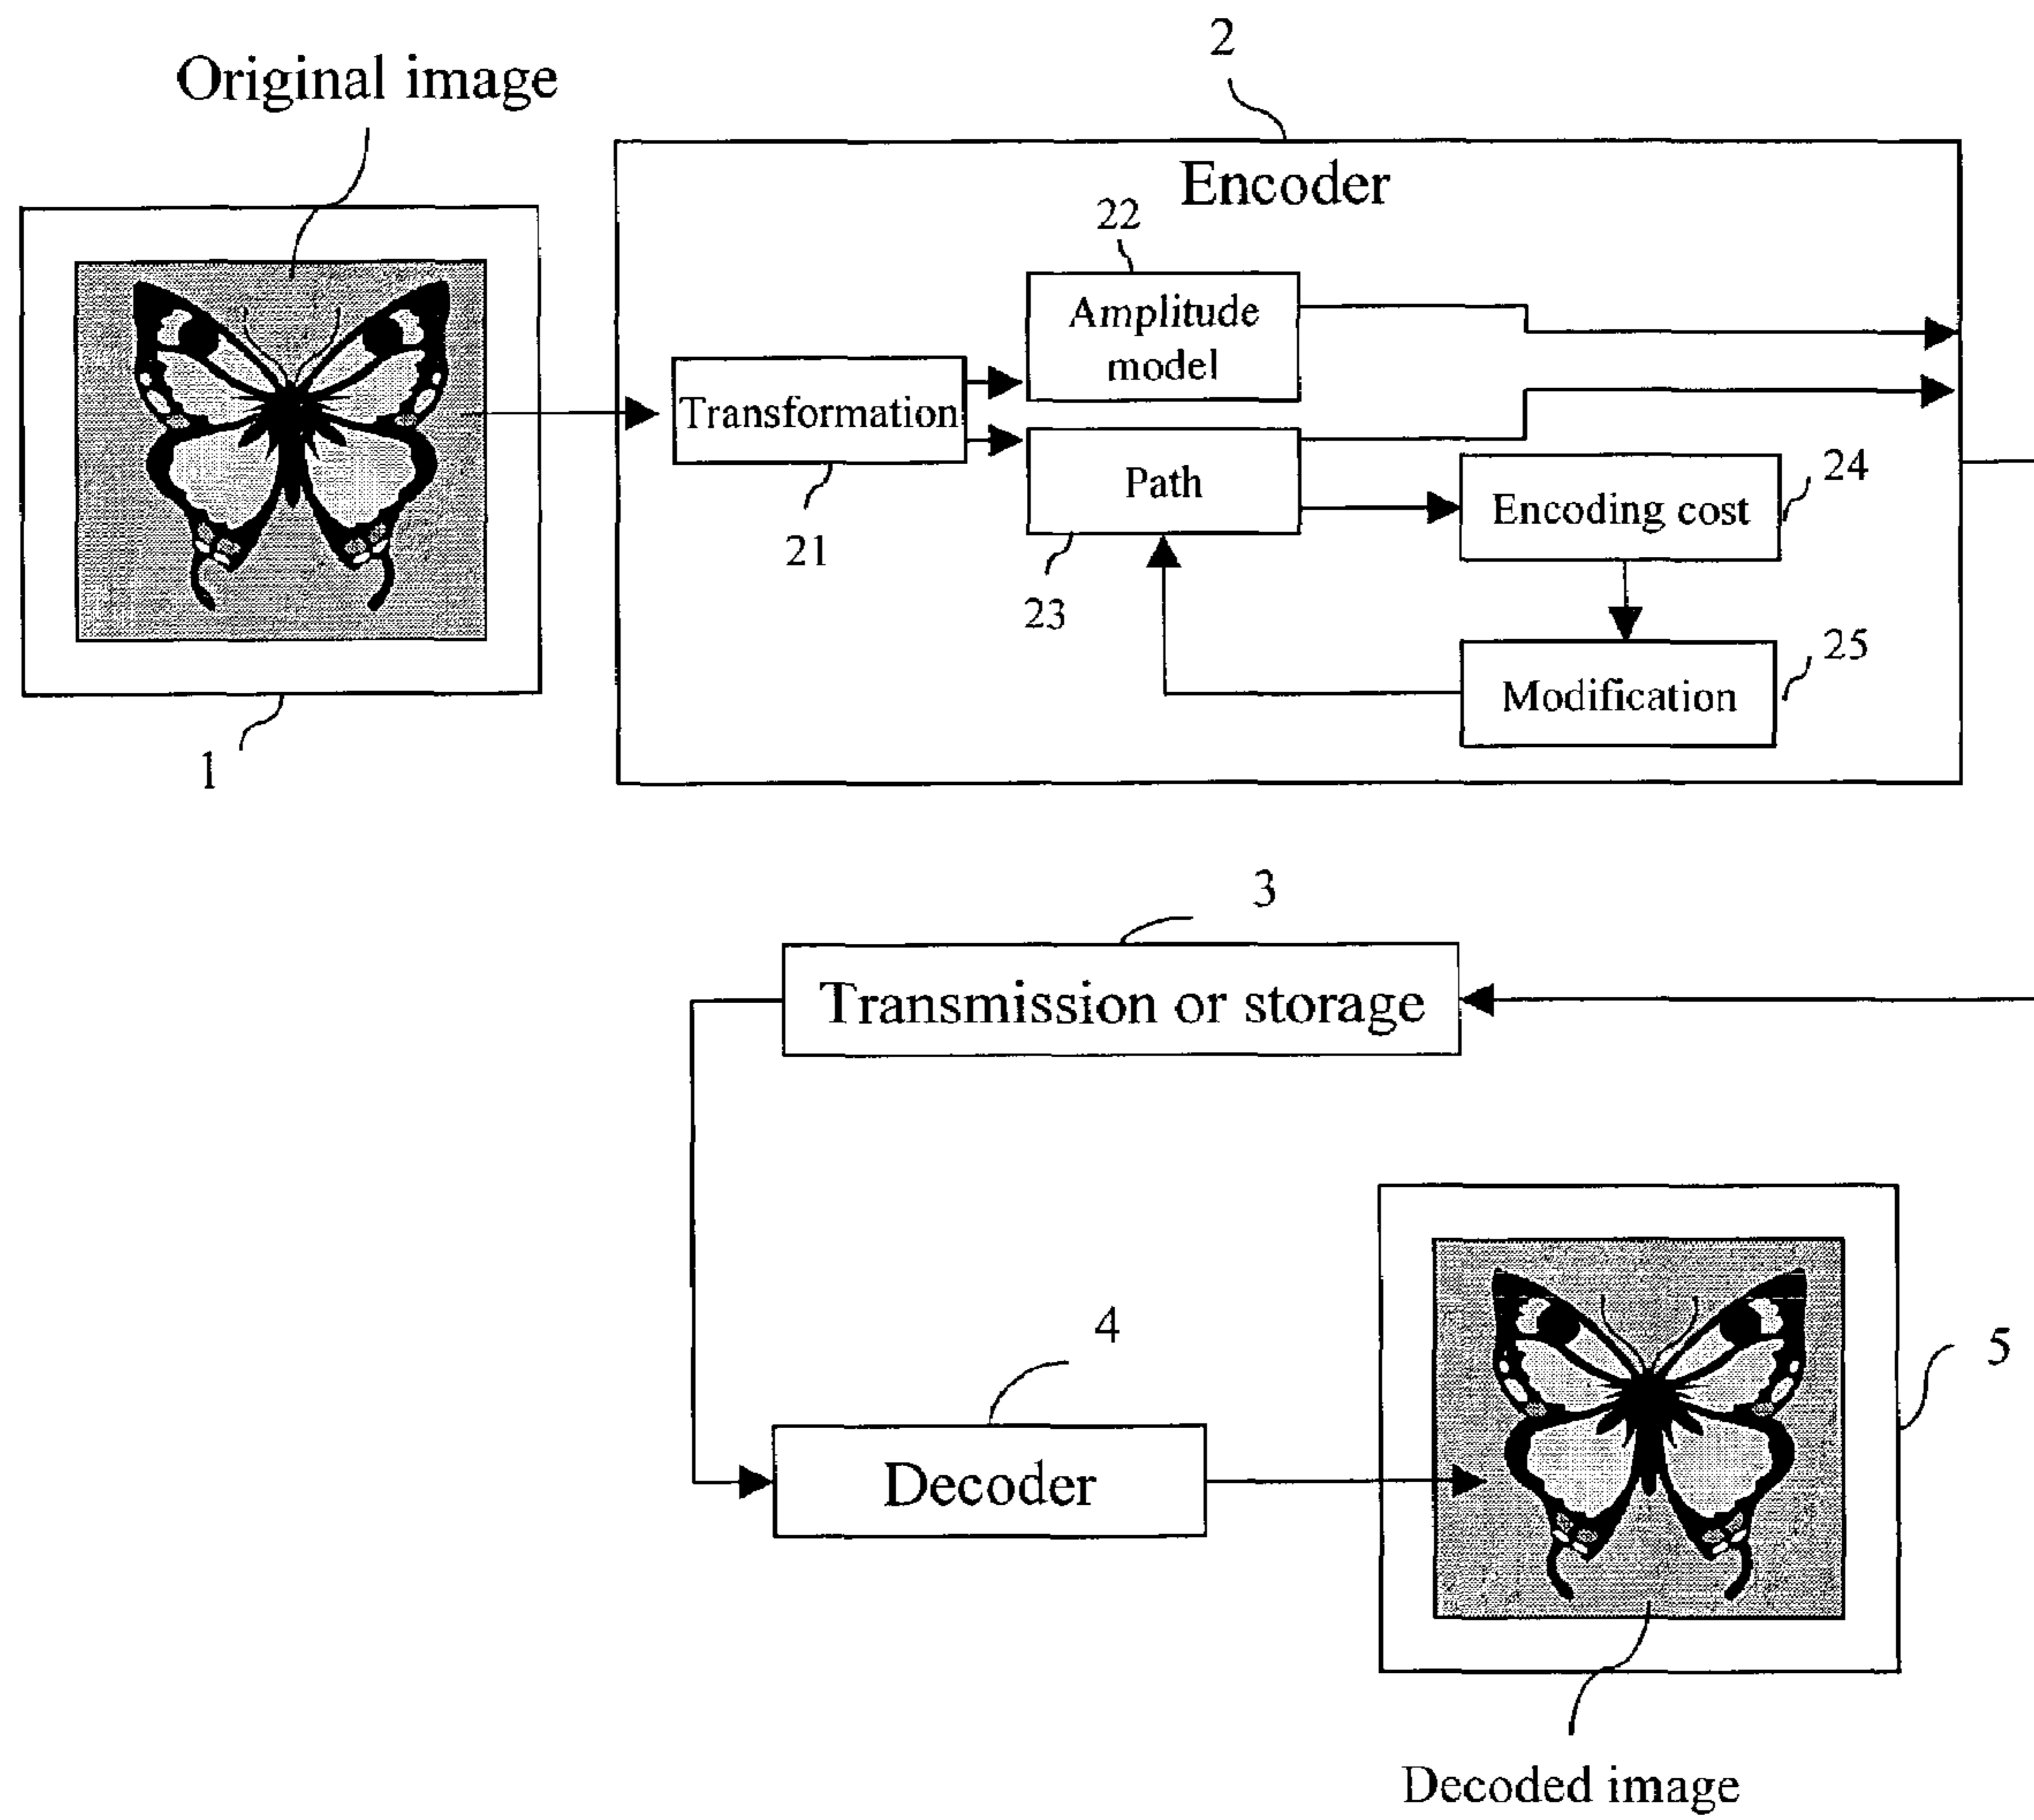 2
Original image
Encoder
22
Amplitude
model
Transformation
Path
24
Encoding cost
21
23
25
Modification
1
3
Transmission or storage
4
5
Decoder
Decoded image